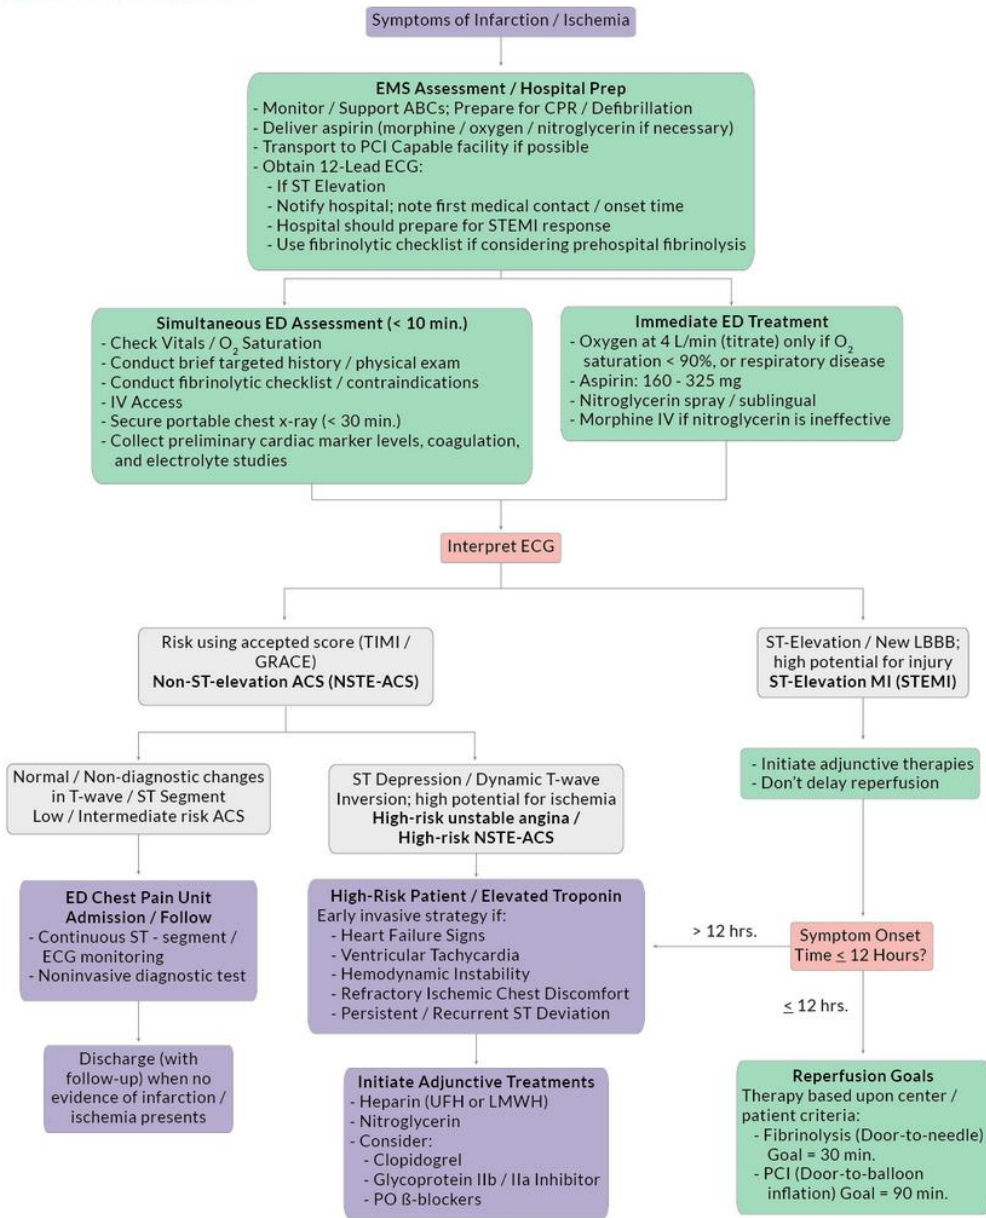 Symptoms of Infarction / Ischemia
EMS Assessment / Hospital Prep
- Monitor / Support ABCs; Prepare for CPR / Defibrillation
- Deliver aspirin (morphine / oxygen / nitroglycerin if necessary)
- Transport to PCI Capable facility if possible
- Obtain 12-Lead ECG:
- If ST Elevation
- Notify hospital; note first medical contact / onset time
- Hospital should prepare for STEMI response
- Use fibrinolytic checklist if considering prehospital fibrinolysis
Simultaneous ED Assessment (< 10 min.)
- Check Vitals / O₂ Saturation
- Conduct brief targeted history / physical exam
- Conduct fibrinolytic checklist / contraindications
- IV Access
- Secure portable chest x-ray (< 30 min.)
- Collect preliminary cardiac marker levels, coagulation,
and electrolyte studies
Immediate ED Treatment
- Oxygen at 4 L/min (titrate) only if O₂
saturation < 90%, or respiratory disease
- Aspirin: 160 - 325 mg
- Nitroglycerin spray / sublingual
- Morphine IV if nitroglycerin is ineffective
Interpret ECG
Risk using accepted score (TIMI /
GRACE)
Non-ST-elevation ACS (NSTE-ACS)
ST-Elevation / New LBBB;
high potential for injury
ST-Elevation MI (STEMI)
Normal / Non-diagnostic changes
in T-wave / ST Segment
Low / Intermediate risk ACS
ST Depression / Dynamic T-wave
Inversion; high potential for ischemia
High-risk unstable angina /
High-risk NSTE-ACS
- Initiate adjunctive therapies
- Don't delay reperfusion
ED Chest Pain Unit
Admission / Follow
- Continuous ST - segment /
ECG monitoring
- Noninvasive diagnostic test
High-Risk Patient / Elevated Troponin
Early invasive strategy if:
- Heart Failure Signs
- Ventricular Tachycardia
- Hemodynamic Instability
- Refractory Ischemic Chest Discomfort
- Persistent / Recurrent ST Deviation
> 12 hrs.
Symptom Onset
Time ≤ 12 Hours?
≤ 12 hrs.
Discharge (with
follow-up) when no
evidence of infarction /
ischemia presents
Initiate Adjunctive Treatments
- Heparin (UFH or LMWH)
- Nitroglycerin
- Consider:
- Clopidogrel
- Glycoprotein IIb / IIa Inhibitor
- PO ß-blockers
Reperfusion Goals
Therapy based upon center /
patient criteria:
- Fibrinolysis (Door-to-needle)
Goal = 30 min.
- PCI (Door-to-balloon
inflation) Goal = 90 min.